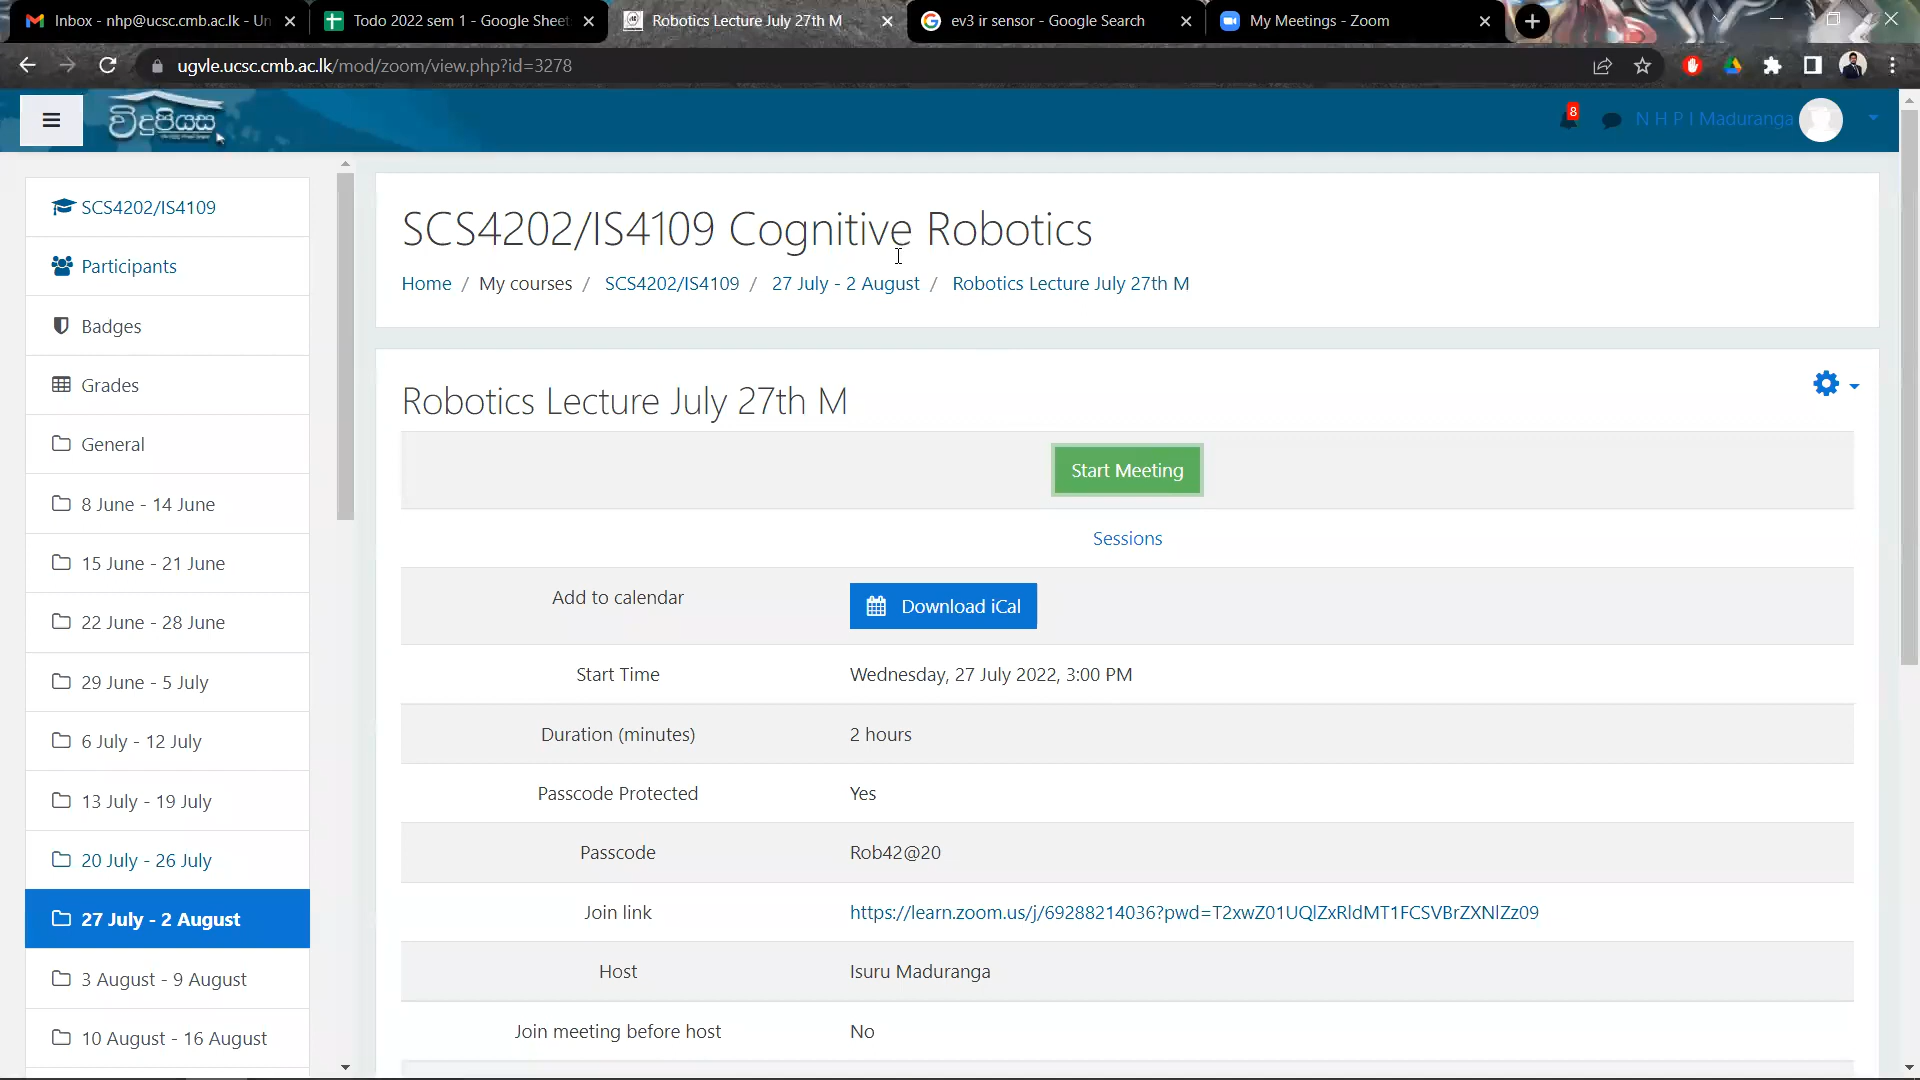 Inbox - nhp@ucsc.cmb.ac.lk - Un
Todo 2022 sem 1 - Google Sheet
Robotics Lecture July 27th M
ev3 ir sensor - Google Search
My Meetings - Zoom
ugvle.ucsc.cmb.ac.lk/mod/zoom/view.php?id=3278
විදුපියස
8
N H P I Maduranga
SCS4202/IS4109
Participants
Badges
Grades
General
8 June - 14 June
15 June - 21 June
22 June - 28 June
29 June - 5 July
6 July - 12 July
13 July - 19 July
20 July - 26 July
27 July - 2 August
3 August - 9 August
10 August - 16 August
SCS4202/IS4109 Cognitive Robotics
Home / My courses / SCS4202/IS4109 / 27 July - 2 August / Robotics Lecture July 27th M
Robotics Lecture July 27th M
Start Meeting
Sessions
Add to calendar Download iCal
Start Time Wednesday, 27 July 2022, 3:00 PM
Duration (minutes) 2 hours
Passcode Protected Yes
Passcode Rob42@20
Join link https://learn.zoom.us/j/69288214036?pwd=T2xwZ01UQlZxRldMT1FCSVBrZXNlZz09
Host Isuru Maduranga
Join meeting before host No